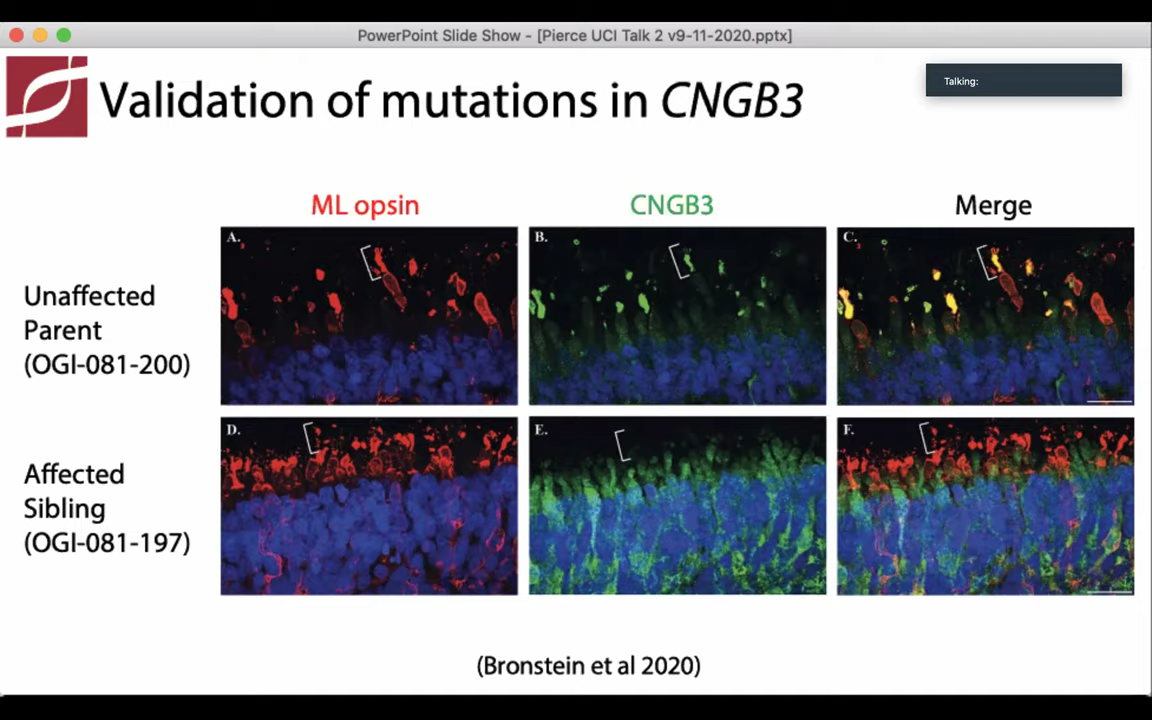 PowerPoint Slide Show - [Pierce UCI Talk 2 v9-11-2020.pptx]
Talking:
Validation of mutations in CNGB3
ML opsin
CNGB3
Merge
Unaffected
Parent
(OGI-081-200)
A.
B.
C.
Affected
Sibling
(OGI-081-197)
D.
E.
F.
(Bronstein et al 2020)